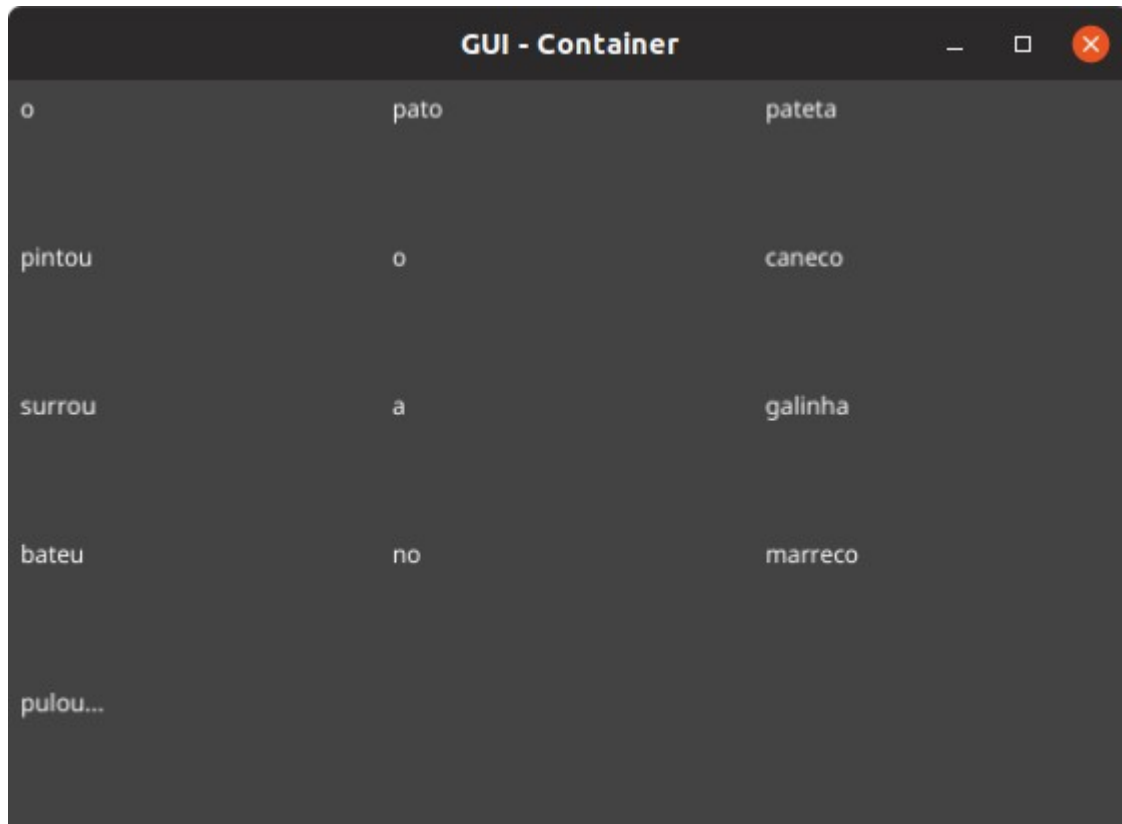 GUI - Container
o pato pateta
pintou o caneco
surrou a galinha
bateu no marreco
pulou...